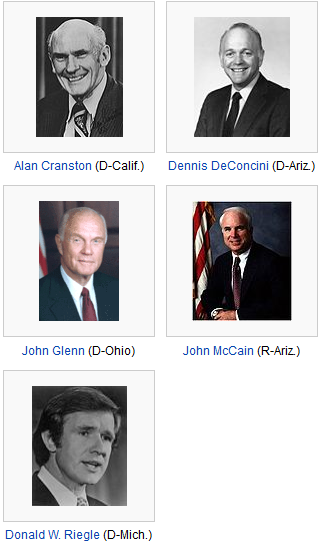 Alan Cranston (D-Calif.)
Dennis DeConcini (D-Ariz.)
John Glenn (D-Ohio)
John McCain (R-Ariz.)
Donald W. Riegle (D-Mich.)